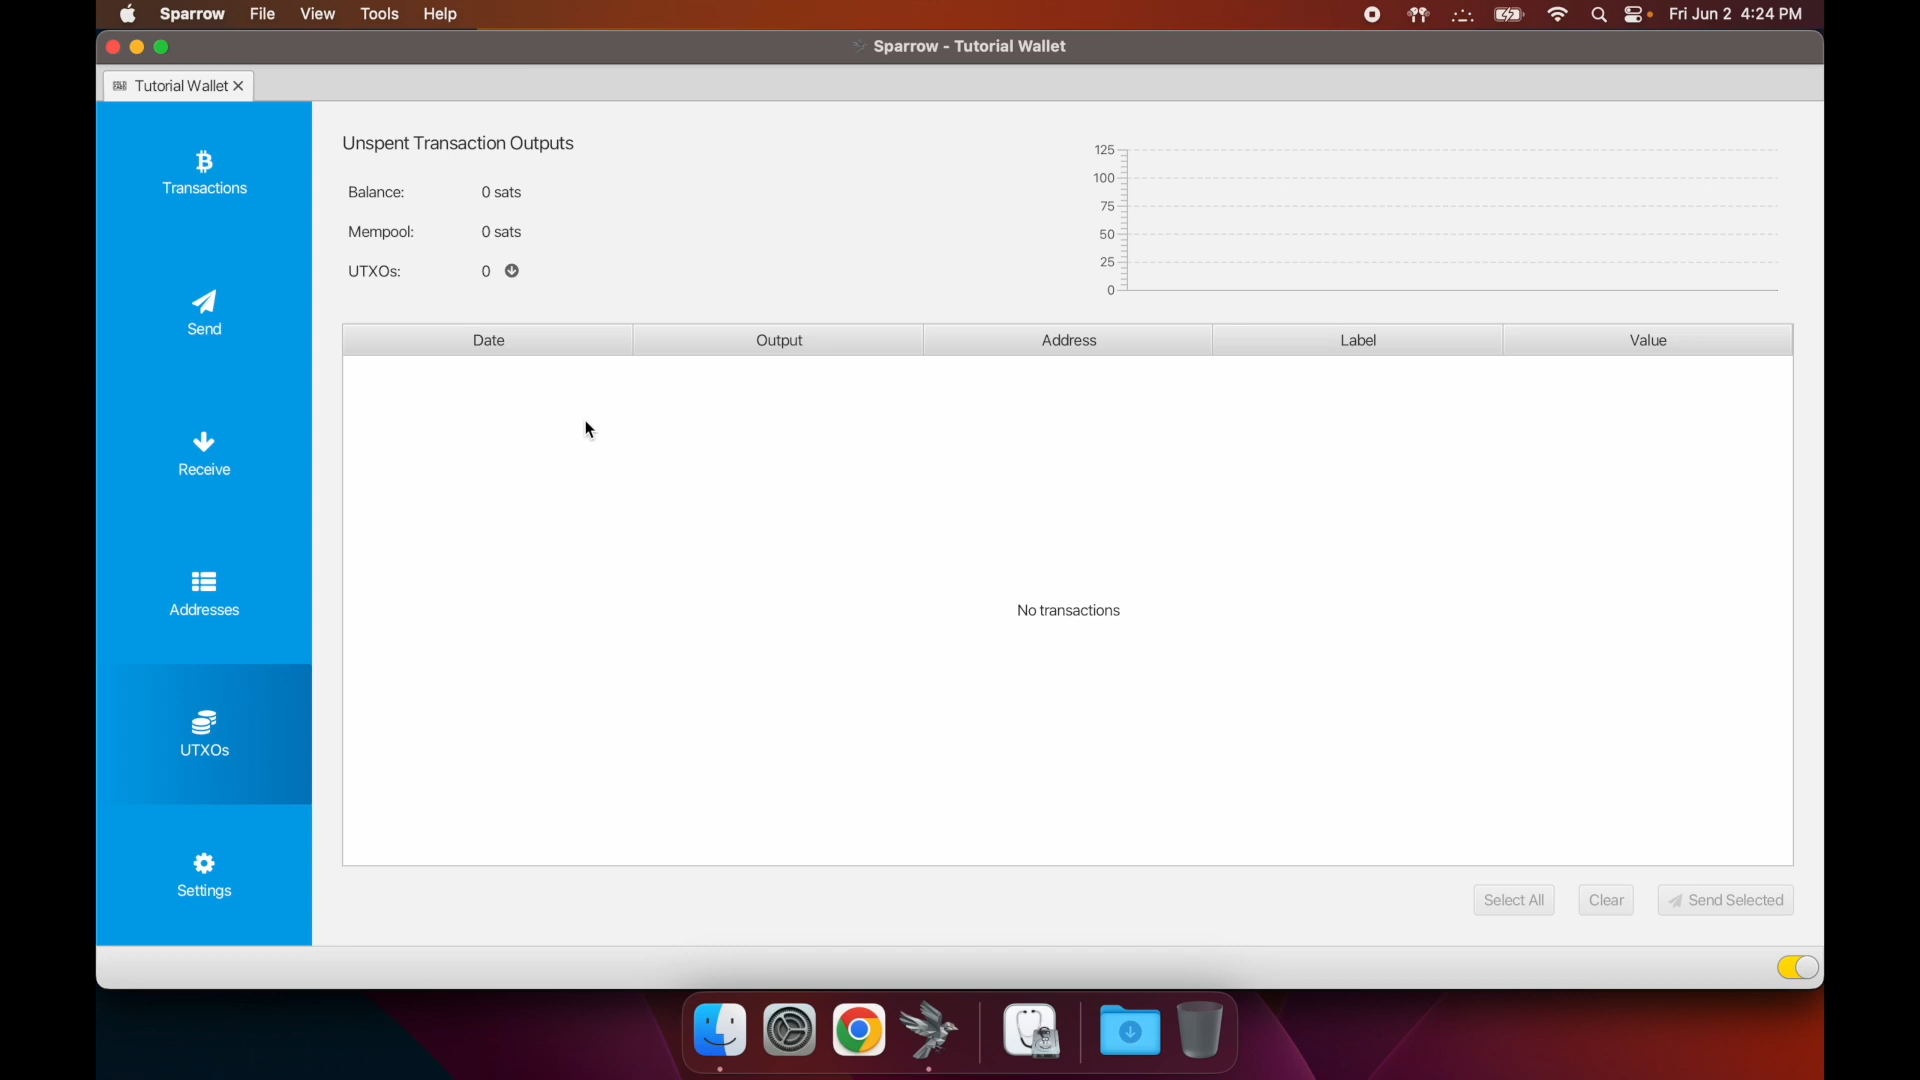 Sparrow File View Tools Help Fri Jun 2 4:24 PM
Sparrow - Tutorial Wallet
Tutorial Wallet
Transactions
Send
Receive
Addresses
UTXOs
Settings
Unspent Transaction Outputs
Balance: 0 sats
Mempool: 0 sats
UTXOs: 0
125
100
75
50
25
0
Date Output Address Label Value
No transactions
Select All Clear Send Selected